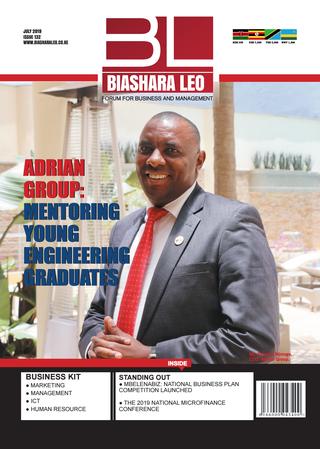 JULY 2019
ISSUE 132
WWW.BIASHARALEO.CO.KE
BL
BIASHARA LEO
FORUM FOR BUSINESS AND MANAGEMENT
ADRIAN
GROUP:
MENTORING
YOUNG
ENGINEERING
GRADUATES
INSIDE
BUSINESS KIT
● MARKETING
● MANAGEMENT
● ICT
● HUMAN RESOURCE
STANDING OUT
● MBELENABIZ: NATIONAL BUSINESS PLAN
COMPETITION LAUNCHED
● THE 2019 NATIONAL MICROFINANCE
CONFERENCE